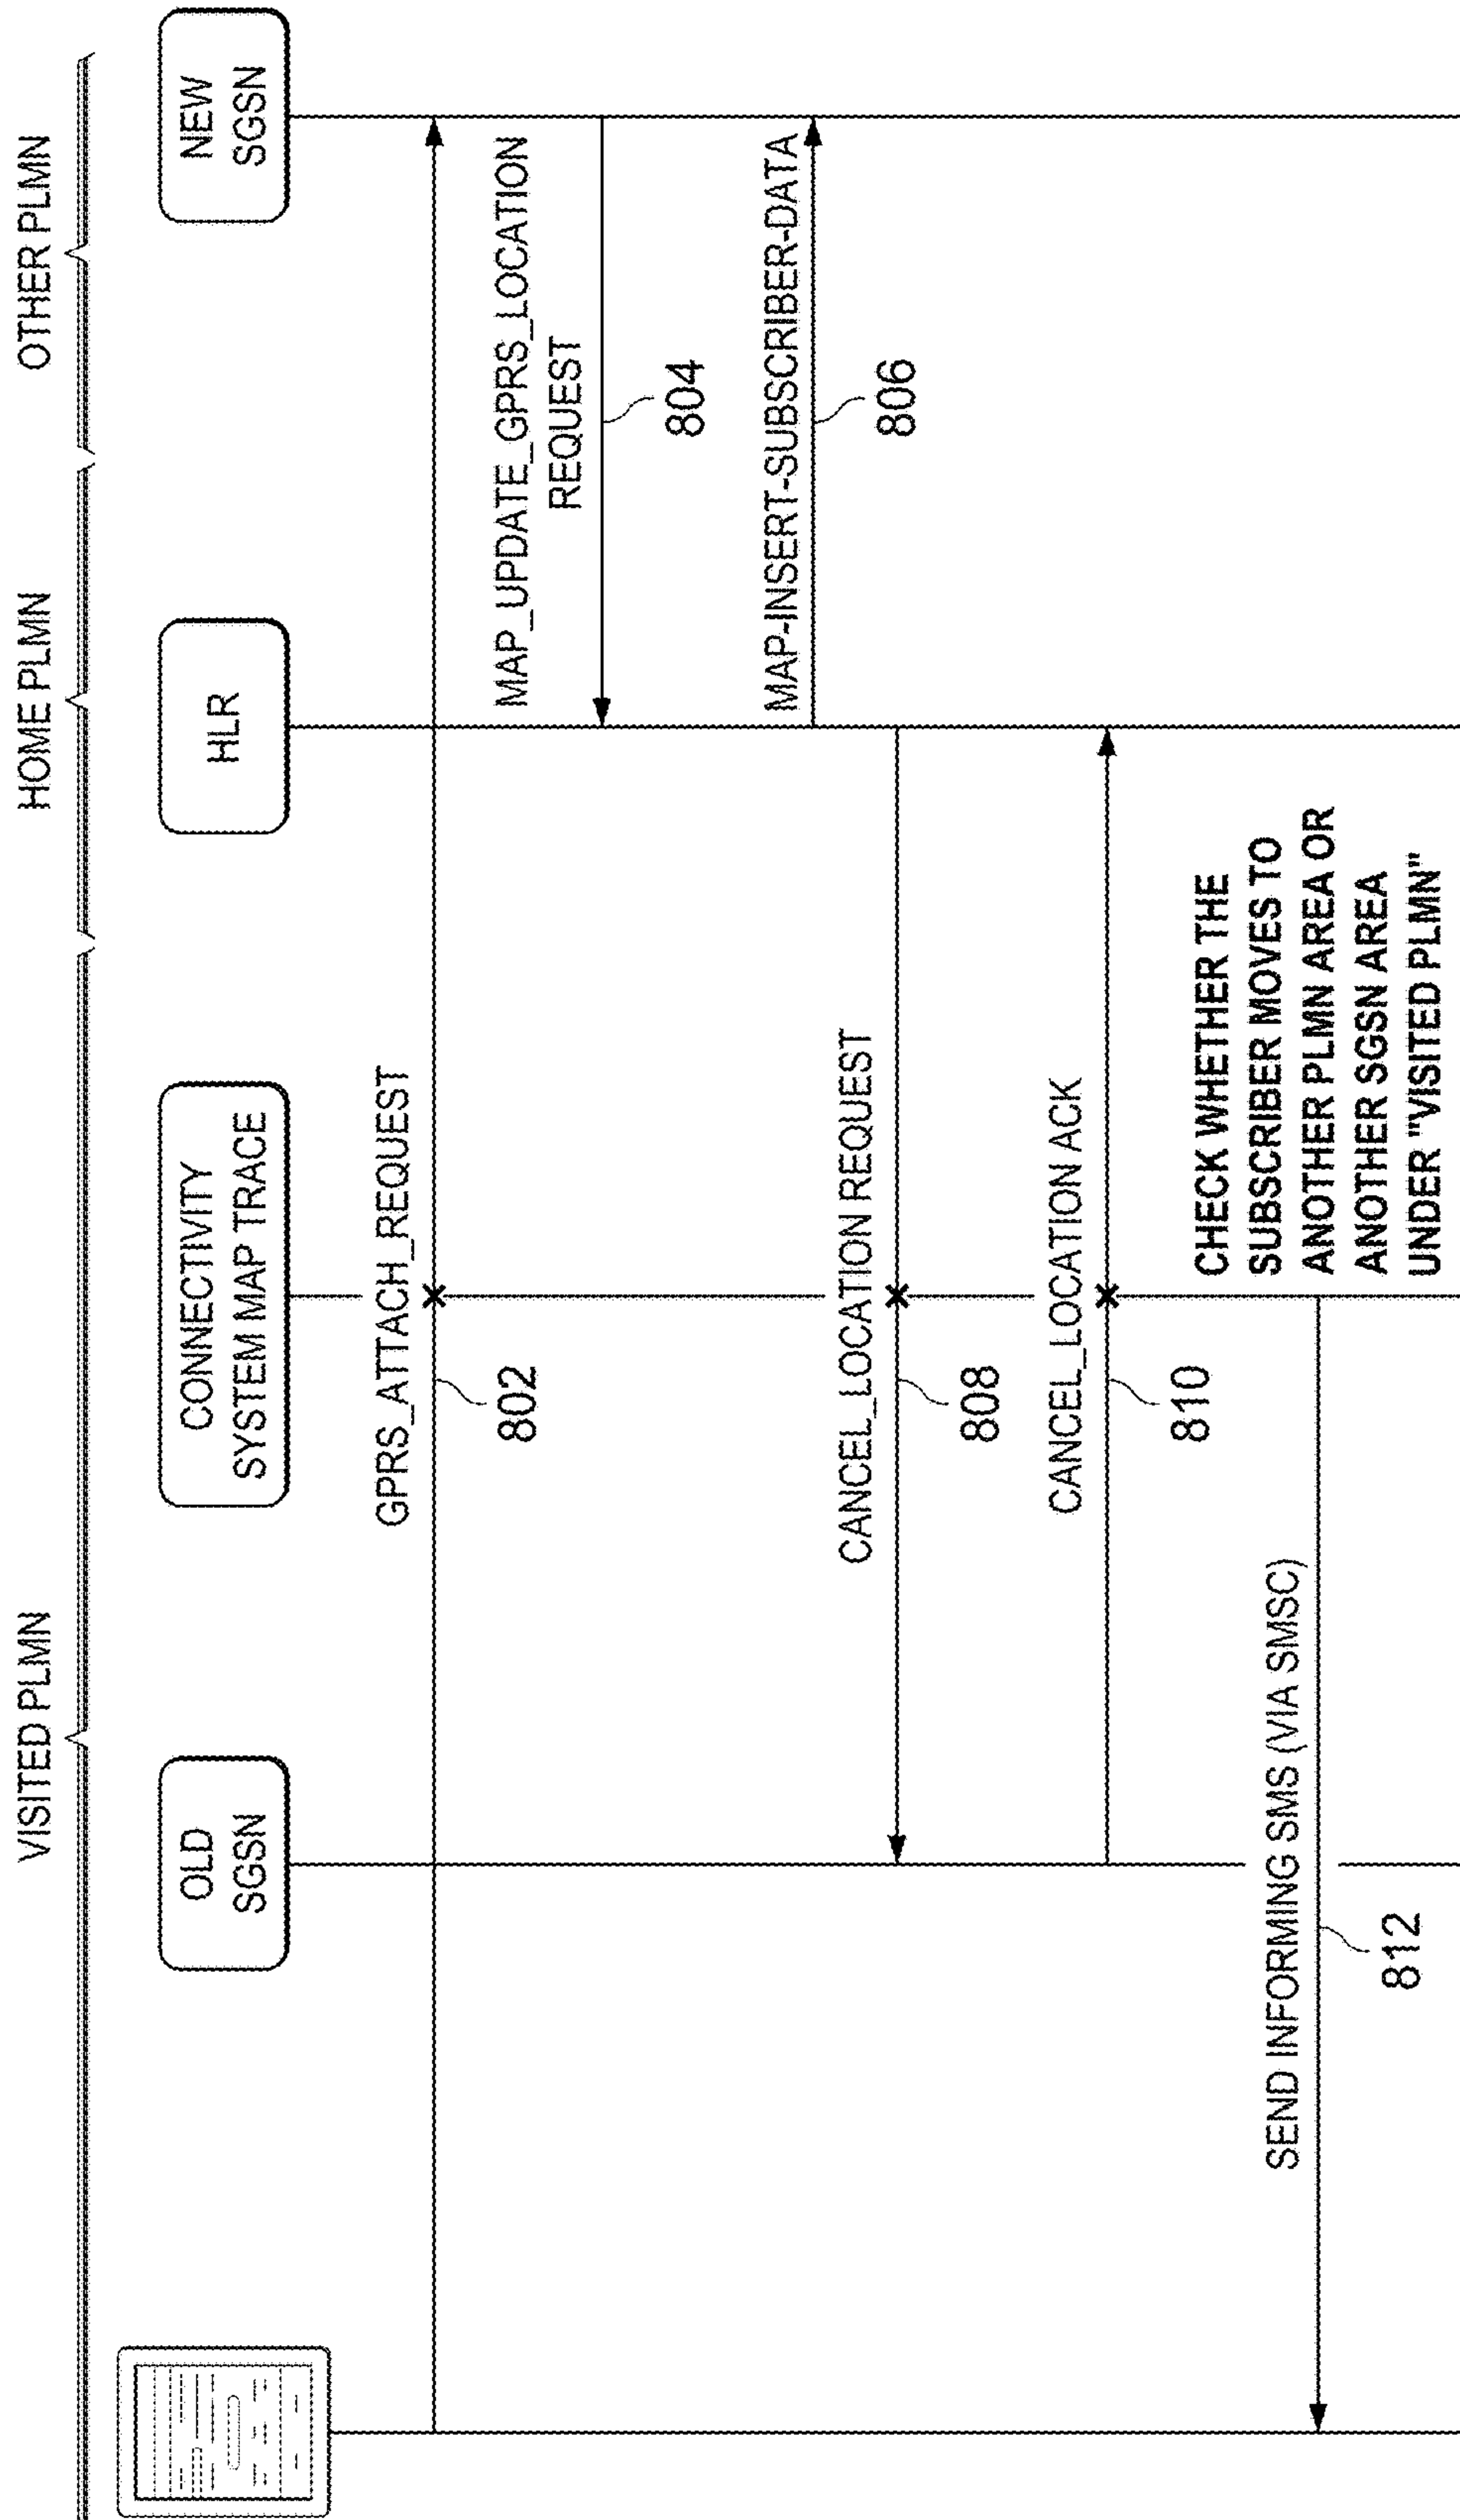 VISITED PLMN
HOME PLMN
OTHER PLMN
OLD
SGSN
CONNECTIVITY
SYSTEM MAP TRACE
HLR
NEW
SGSN
GPRS_ATTACH_REQUEST
802
MAP_UPDATE_GPRS_LOCATION
REQUEST
804
MAP-INSERT-SUBSCRIBER-DATA
806
CANCEL_LOCATION REQUEST
808
CANCEL_LOCATION ACK
810
CHECK WHETHER THE
SUBSCRIBER MOVES TO
ANOTHER PLMN AREA OR
ANOTHER SGSN AREA
UNDER "VISITED PLMN"
SEND INFORMING SMS (VIA SMSC)
812